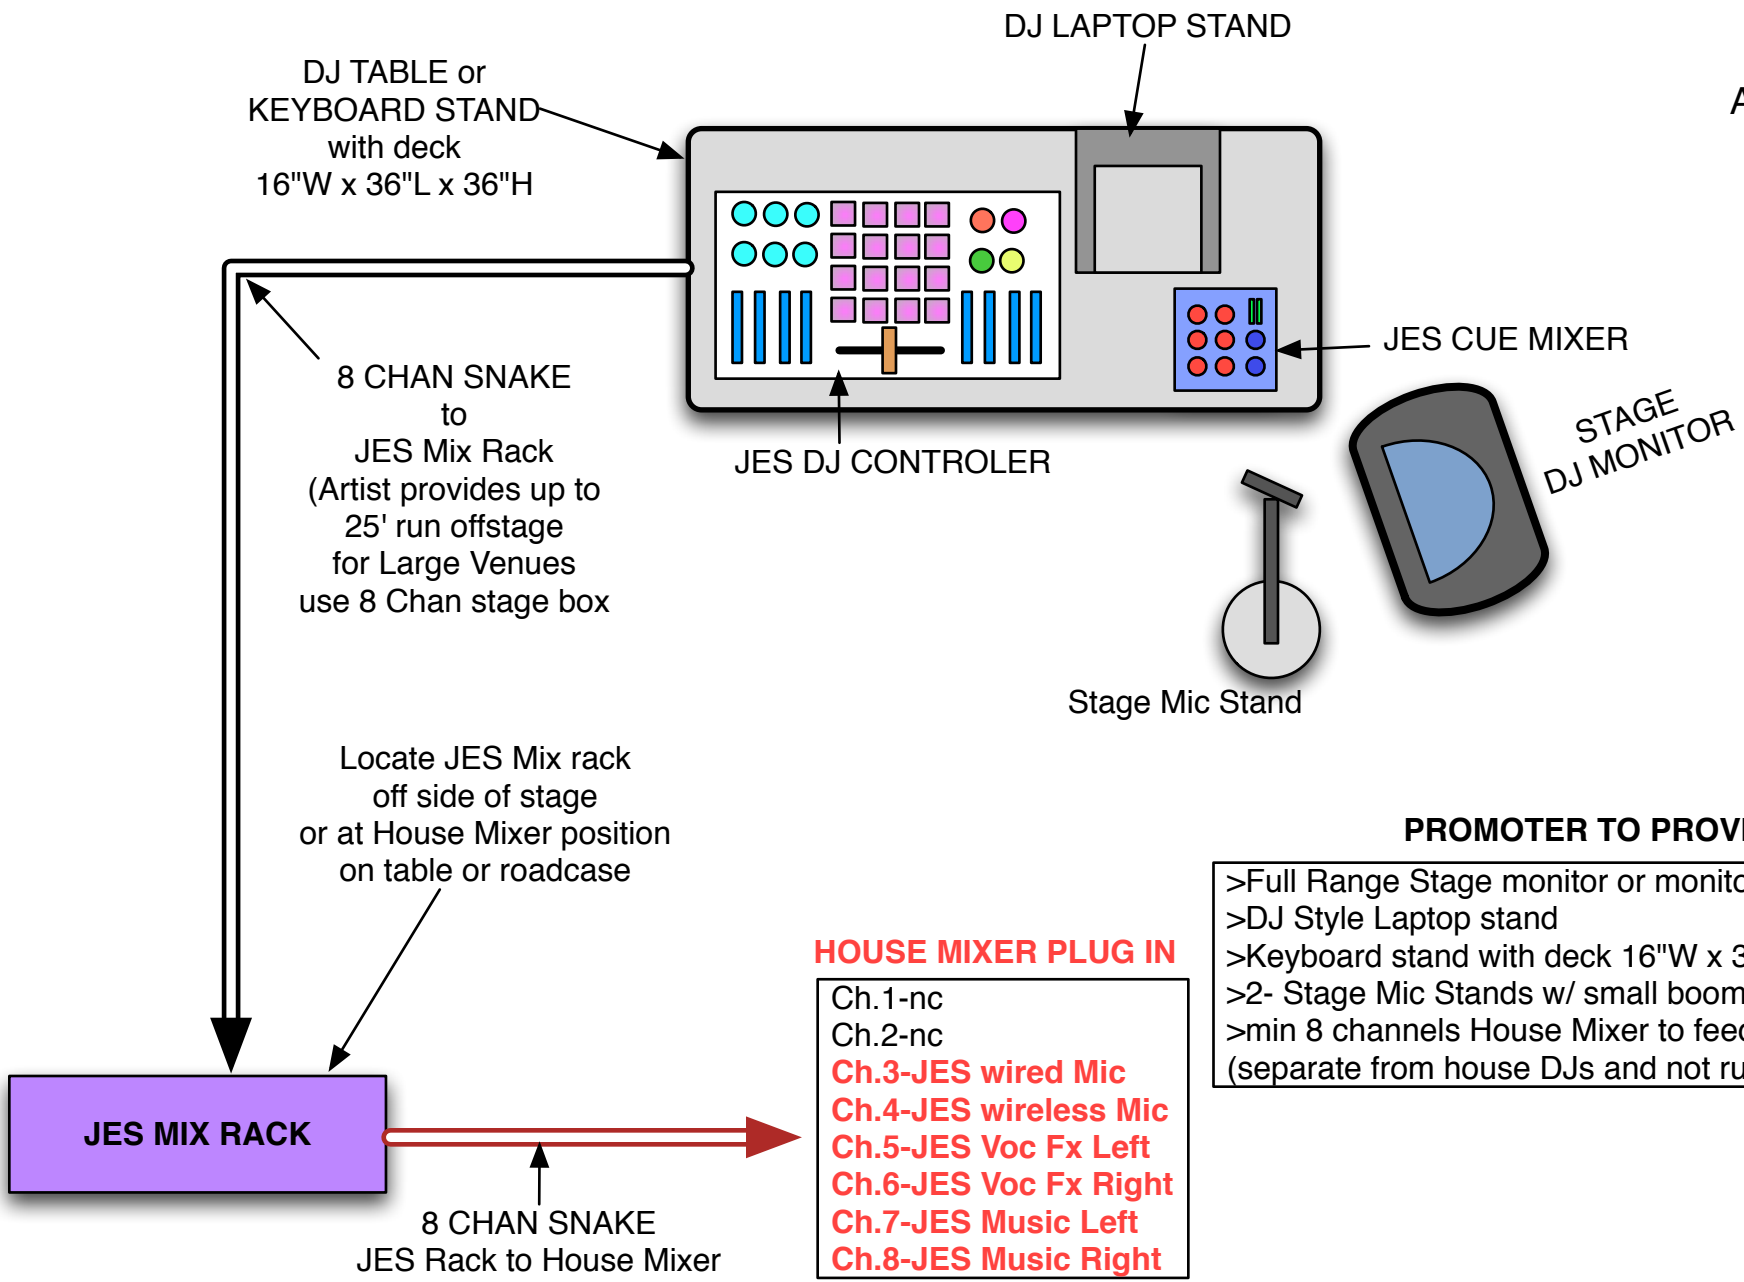 DJ LAPTOP STAND
DJ TABLE or
KEYBOARD STAND
with deck
16"W x 36"L x 36"H
A
JES CUE MIXER
STAGE
DJ MONITOR
JES DJ CONTROLER
8 CHAN SNAKE
to
JES Mix Rack
(Artist provides up to
25' run offstage
for Large Venues
use 8 Chan stage box
Stage Mic Stand
Locate JES Mix rack
off side of stage
or at House Mixer position
on table or roadcase
PROMOTER TO
>Full Range Stage monitor or
>DJ Style Laptop stand
>Keyboard stand with deck 16"W x
>2- Stage Mic Stands w/ small boom
>min 8 channels House Mixer to
(separate from house DJs and not
HOUSE MIXER PLUG IN
Ch.1-nc
Ch.2-nc
Ch.3-JES wired Mic
Ch.4-JES wireless Mic
Ch.5-JES Voc Fx Left
Ch.6-JES Voc Fx Right
Ch.7-JES Music Left
Ch.8-JES Music Right
JES MIX RACK
8 CHAN SNAKE
JES Rack to House Mixer